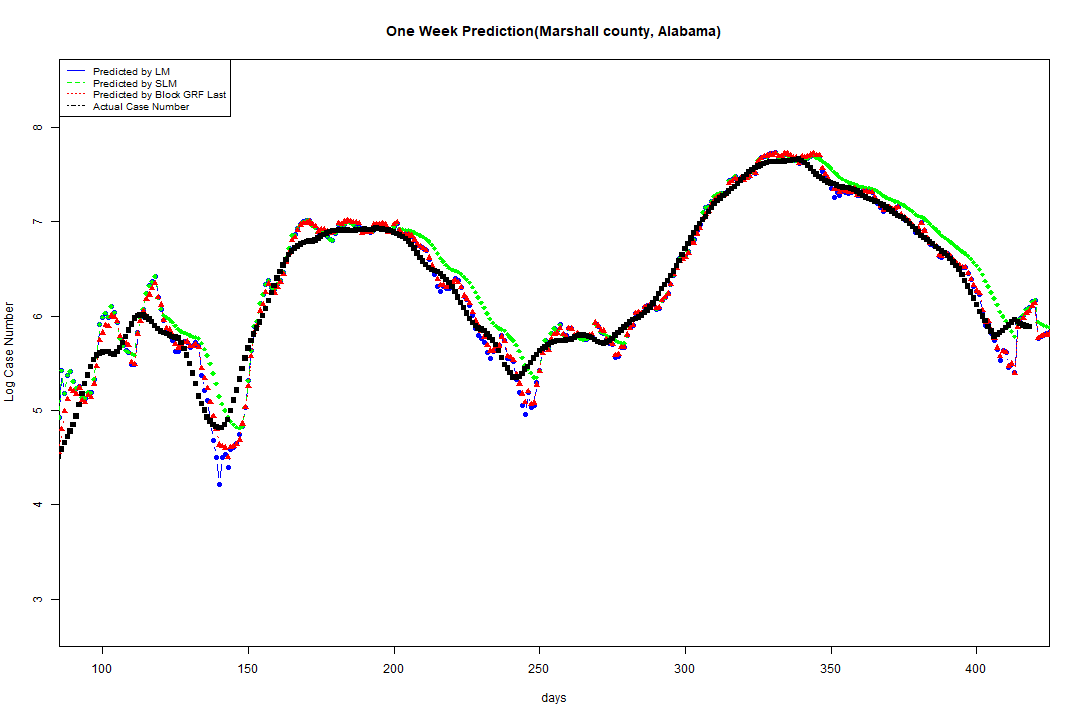 One Week Prediction(Marshall county, Alabama)
Predicted by LM
Predicted by SLM
Predicted by Block GRF Last
Actual Case Number
8
7
6
5
4
3
Log Case Number
100 150 200 250 300 350 400
days